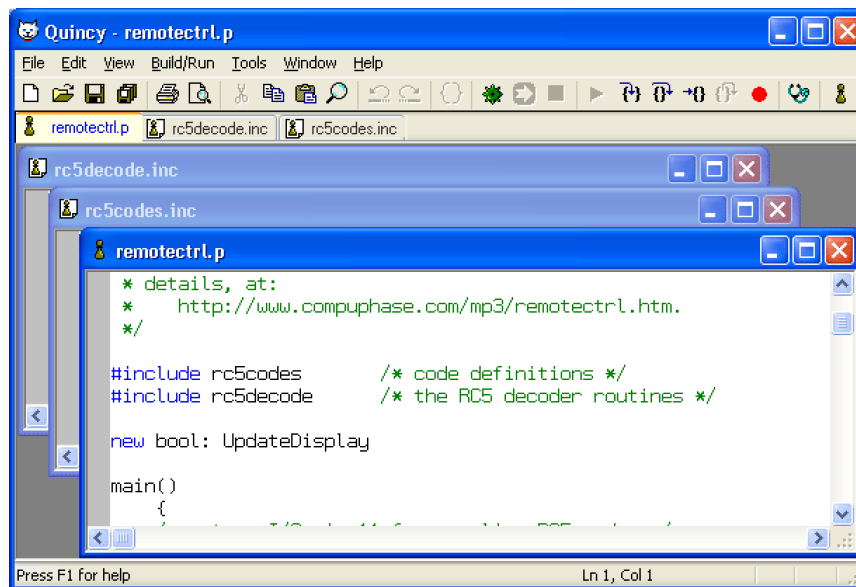 Quincy - remotectrl.p
File Edit View Build/Run Tools Window Help
remotectrl.p rc5decode.inc rc5codes.inc
rc5decode.inc
rc5codes.inc
remotectrl.p
* details, at:
* http://www.compuphase.com/mp3/remotectrl.htm.
*/
#include rc5codes /* code definitions */
#include rc5decode /* the RC5 decoder routines */
new bool: UpdateDisplay
main()
{
Press F1 for help Ln 1, Col 1